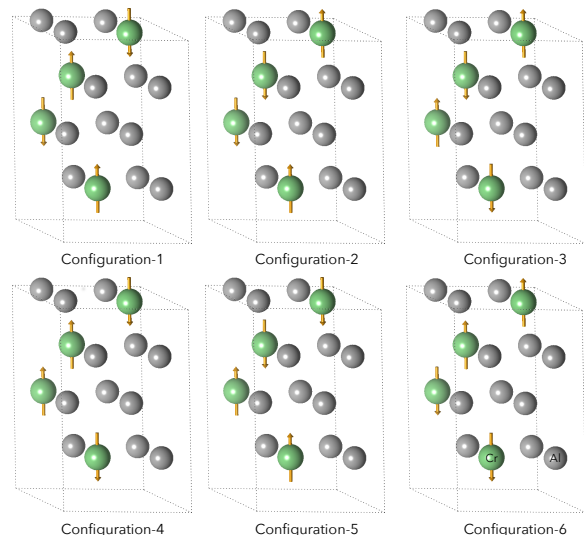 Configuration-1
Configuration-2
Configuration-3
Cr
Al
Configuration-4
Configuration-5
Configuration-6